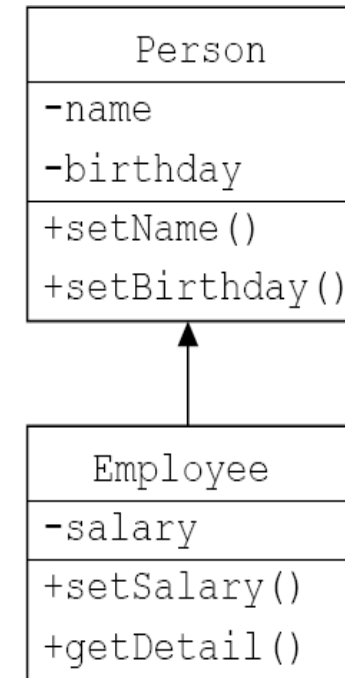 Person
-name
-birthday
+setName()
+setBirthday()
Employee
-salary
+setSalary()
+getDetail()